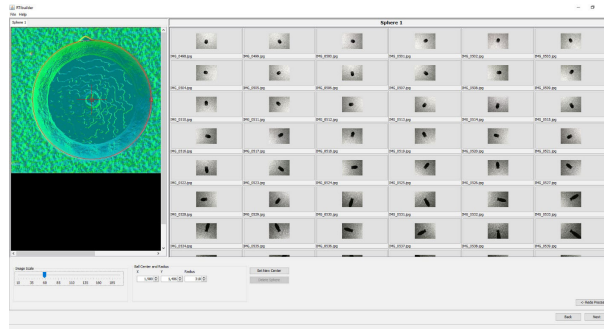 RTIBuilder
File Help
Sphere 1
Sphere 1
IMG_0498.jpg IMG_0499.jpg IMG_0500.jpg IMG_0501.jpg IMG_0502.jpg IMG_0503.jpg
IMG_0504.jpg IMG_0505.jpg IMG_0506.jpg IMG_0507.jpg IMG_0508.jpg IMG_0509.jpg
IMG_0510.jpg IMG_0511.jpg IMG_0512.jpg IMG_0513.jpg IMG_0514.jpg IMG_0515.jpg
IMG_0516.jpg IMG_0517.jpg IMG_0518.jpg IMG_0519.jpg IMG_0520.jpg IMG_0521.jpg
IMG_0522.jpg IMG_0523.jpg IMG_0524.jpg IMG_0525.jpg IMG_0526.jpg IMG_0527.jpg
IMG_0528.jpg IMG_0529.jpg IMG_0530.jpg IMG_0531.jpg IMG_0532.jpg IMG_0533.jpg
IMG_0534.jpg IMG_0535.jpg IMG_0536.jpg IMG_0537.jpg IMG_0538.jpg IMG_0539.jpg
Image Scale
Ball Center and Radius
X Y Radius
Set New Center
Back Next